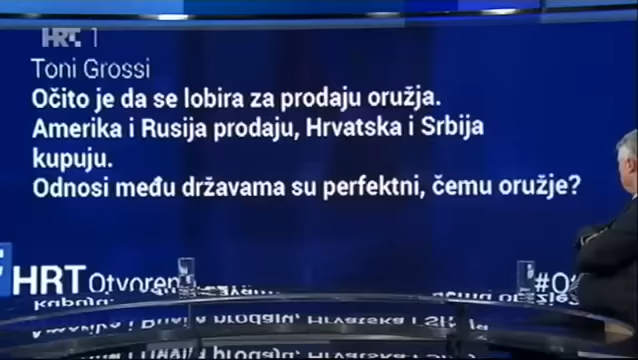 HRT 1
Toni Grossi
Očito je da se lobira za prodaju oružja.
Amerika i Rusija prodaju, Hrvatska i Srbija
kupuju.
Odnosi među državama su perfektni, čemu oružje?
HRT Otvoreno